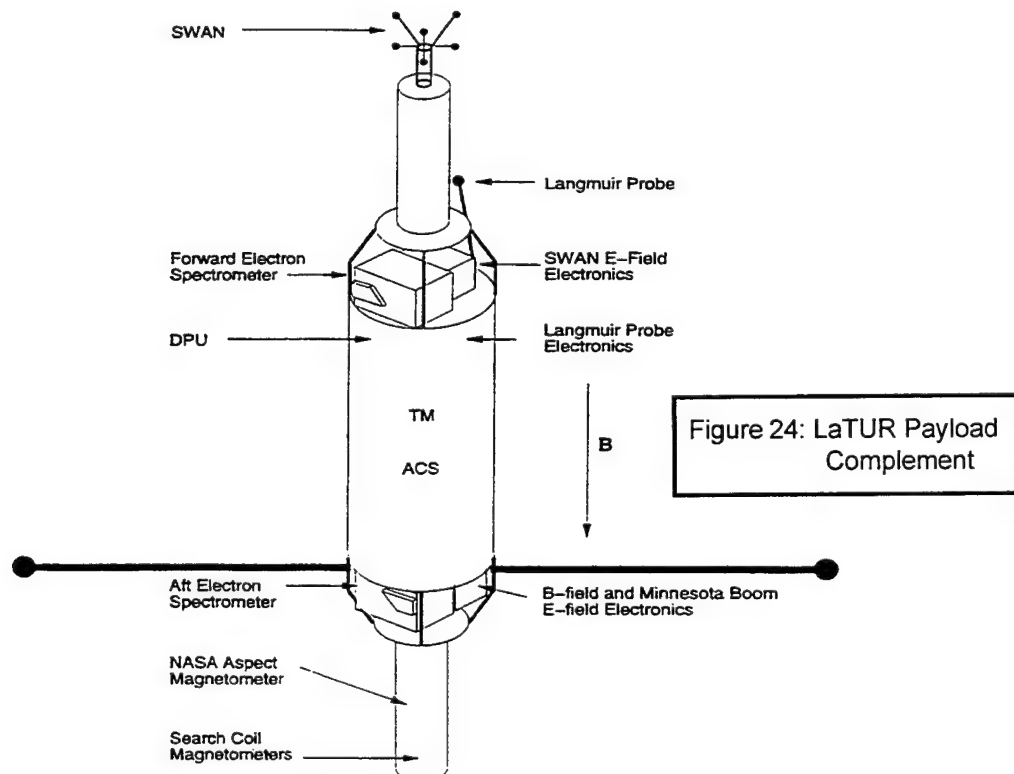 SWAN
Langmuir Probe
Forward Electron
Spectrometer
SWAN E-Field
Electronics
DPU
Langmuir Probe
Electronics
TM
ACS
B
Figure 24: LaTUR Payload
Complement
Aft Electron
Spectrometer
B-field and Minnesota Boom
E-field Electronics
NASA Aspect
Magnetometer
Search Coil
Magnetometers